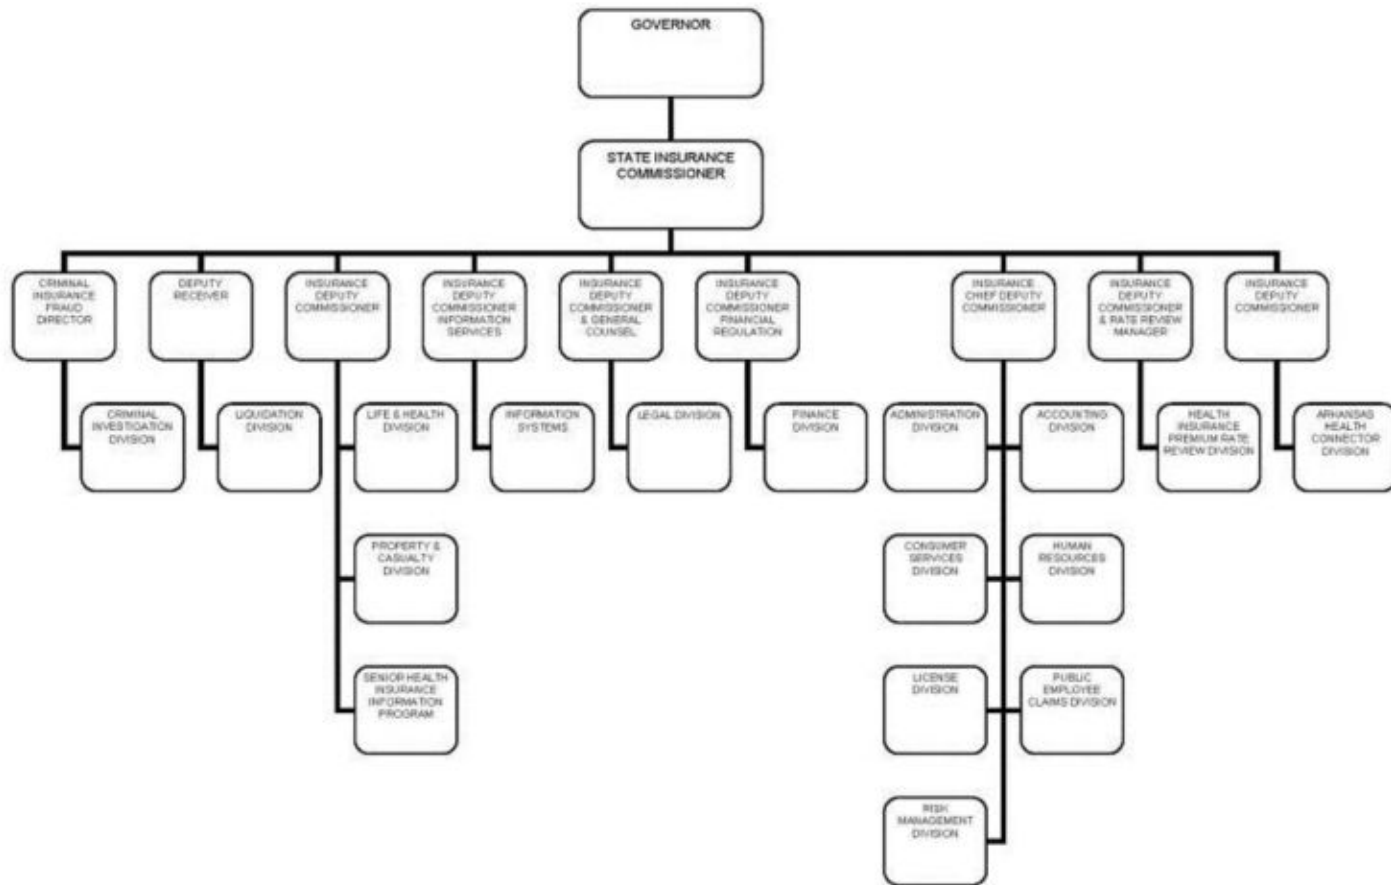 GOVERNOR
STATE INSURANCE
COMMISSIONER
CRIMINAL
INSURANCE
FRAUD
DIRECTOR
DEPUTY
RECEIVER
INSURANCE
DEPUTY
COMMISSIONER
INSURANCE
DEPUTY
COMMISSIONER
INFORMATION
SERVICES
INSURANCE
DEPUTY
COMMISSIONER
& GENERAL
COUNSEL
INSURANCE
DEPUTY
COMMISSIONER
FINANCIAL
REGULATION
INSURANCE
CHIEF DEPUTY
COMMISSIONER
INSURANCE
DEPUTY
COMMISSIONER
& RATE REVIEW
MANAGER
INSURANCE
DEPUTY
COMMISSIONER
CRIMINAL
INVESTIGATION
DIVISION
LIQUIDATION
DIVISION
LIFE & HEALTH
DIVISION
INFORMATION
SYSTEMS
LEGAL DIVISION
FINANCE
DIVISION
ADMINISTRATION
DIVISION
ACCOUNTING
DIVISION
HEALTH
INSURANCE
PREMIUM RATE
REVIEW DIVISION
ARKANSAS
HEALTH
CONNECTOR
DIVISION
PROPERTY &
CASUALTY
DIVISION
CONSUMER
SERVICES
DIVISION
HUMAN
RESOURCES
DIVISION
SENIOR HEALTH
INSURANCE
INFORMATION
PROGRAM
LICENSE
DIVISION
PUBLIC
EMPLOYEE
CLAIMS DIVISION
RISK
MANAGEMENT
DIVISION